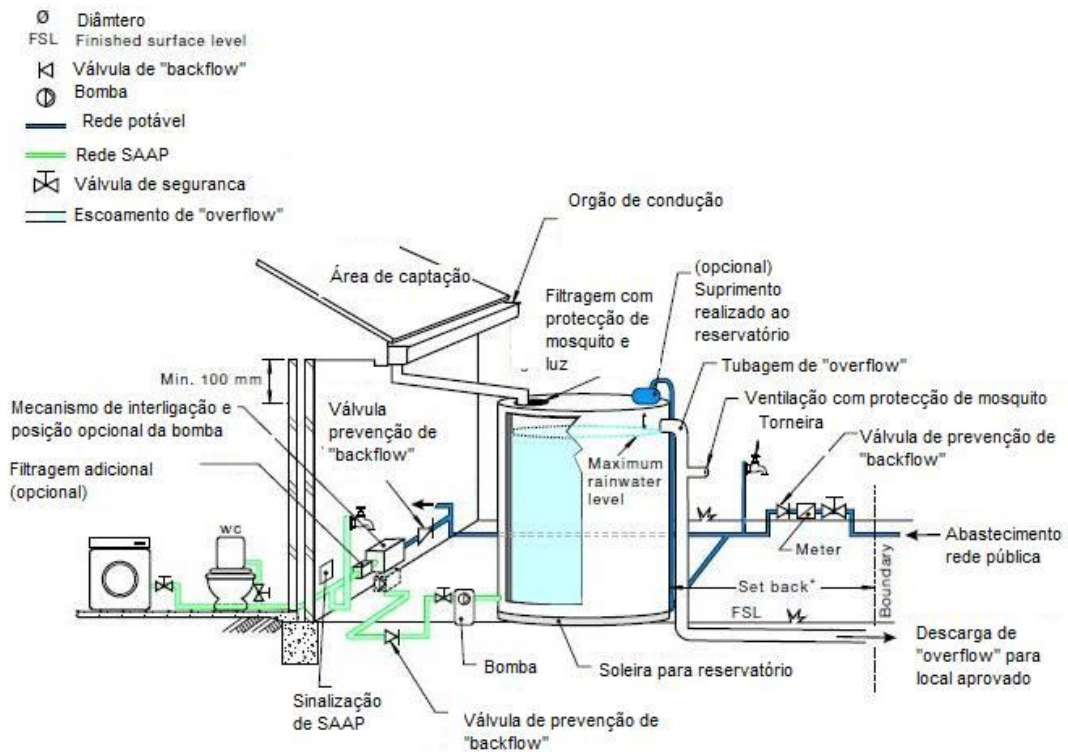 Ø Diâmtero
FSL Finished surface level
Válvula de "backflow"
Bomba
Rede potável
Rede SAAP
Válvula de seguranca
Escoamento de "overflow"
Orgão de condução
Área de captação
(opcional)
Suprimento
realizado ao
reservatório
Filtragem com
protecção de
mosquito e
luz
Min. 100 mm
Tubagem de "overflow"
Mecanismo de interligação e
posição opcional da bomba
Válvula
prevenção de
"backflow"
Ventilação com protecção de mosquito
Torneira
Válvula de prevenção de
"backflow"
Filtragem adicional
(opcional)
Maximum
rainwater
level
WC
Meter
Abastecimento
rede pública
Set back*
Boundary
FSL
Descarga de
"overflow" para
local aprovado
Bomba
Soleira para reservatório
Sinalização
de SAAP
Válvula de prevenção de
"backflow"